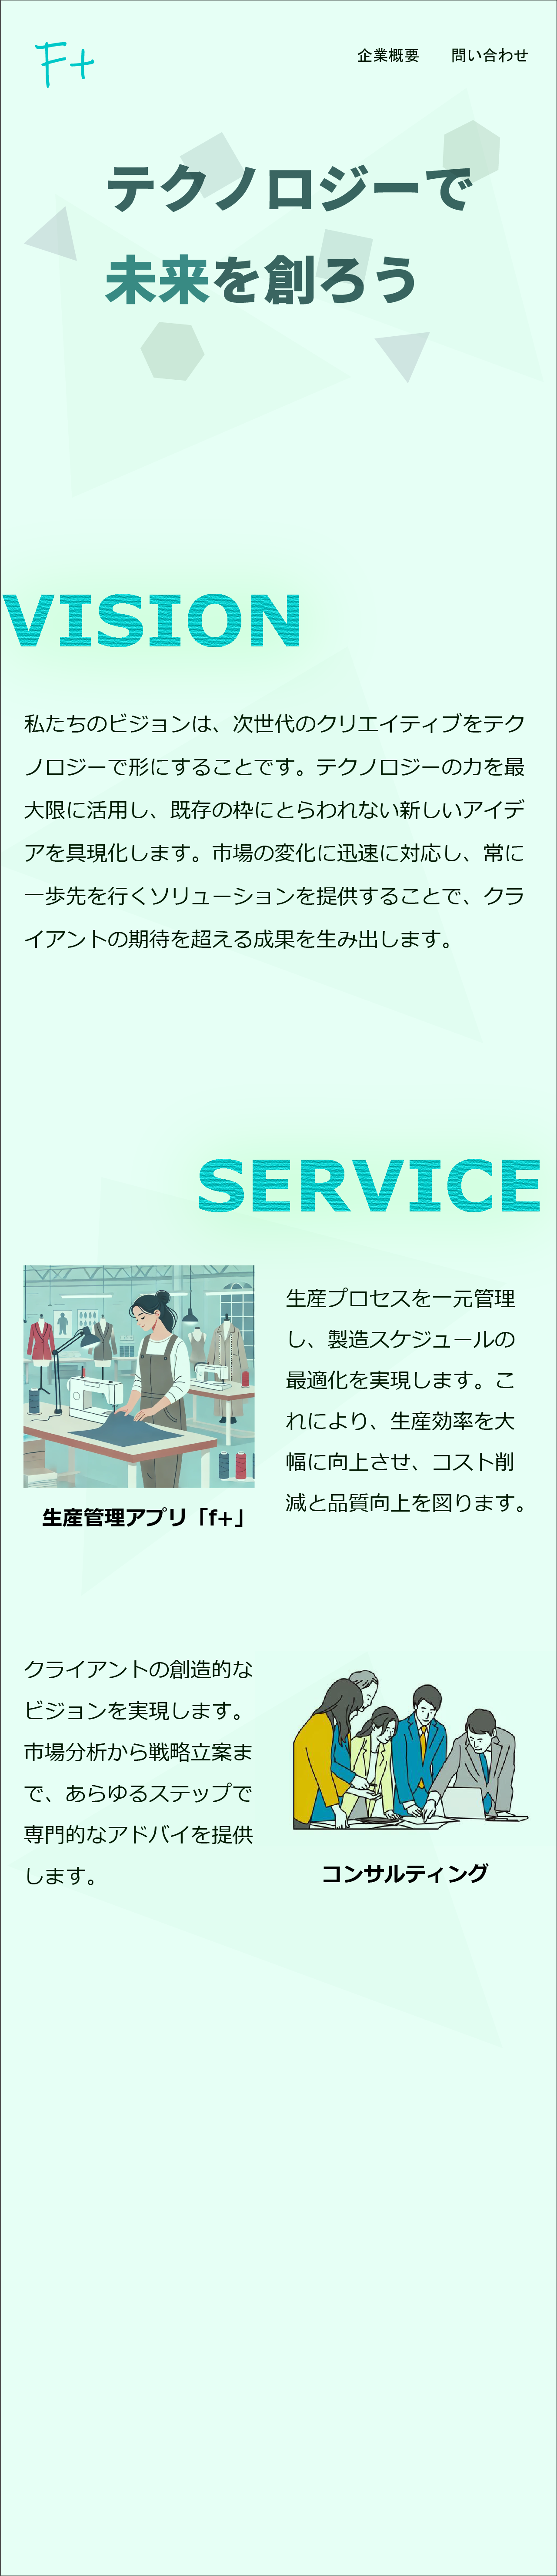 F+
企業概要 問い合わせ
テクノロジーで
未来を創ろう
VISION
私たちのビジョンは、次世代のクリエイティブをテク
ノロジーで形にすることです。テクノロジーの力を最
大限に活用し、既存の枠にとらわれない新しいアイデ
アを具現化します。市場の変化に迅速に対応し、常に
一歩先を行くソリューションを提供することで、クラ
イアントの期待を超える成果を生み出します。
SERVICE
生産プロセスを一元管理
し、製造スケジュールの
最適化を実現します。こ
れにより、生産効率を大
幅に向上させ、コスト削
減と品質向上を図ります。
生産管理アプリ「f+」
クライアントの創造的な
ビジョンを実現します。
市場分析から戦略立案ま
で、あらゆるステップで
専門的なアドバイを提供
します。
コンサルティング